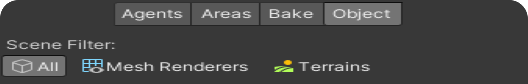 Agents Areas Bake Object
Scene Filter:
All Mesh Renderers Terrains